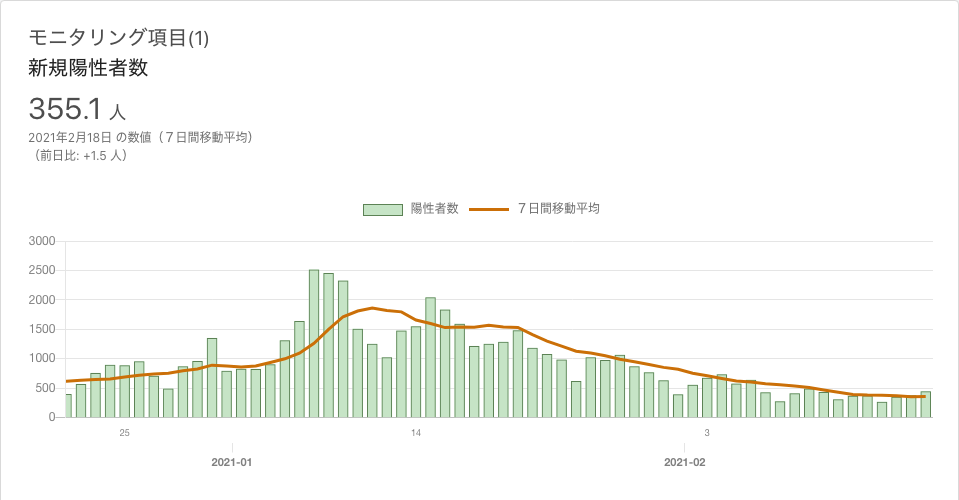 モニタリング項目(1)
新規陽性者数
355.1 人
2021年2月18日 の数値（７日間移動平均）
（前日比: +1.5 人）
陽性者数 ７日間移動平均
3000
2500
2000
1500
1000
500
0
25 14 3
2021-01 2021-02